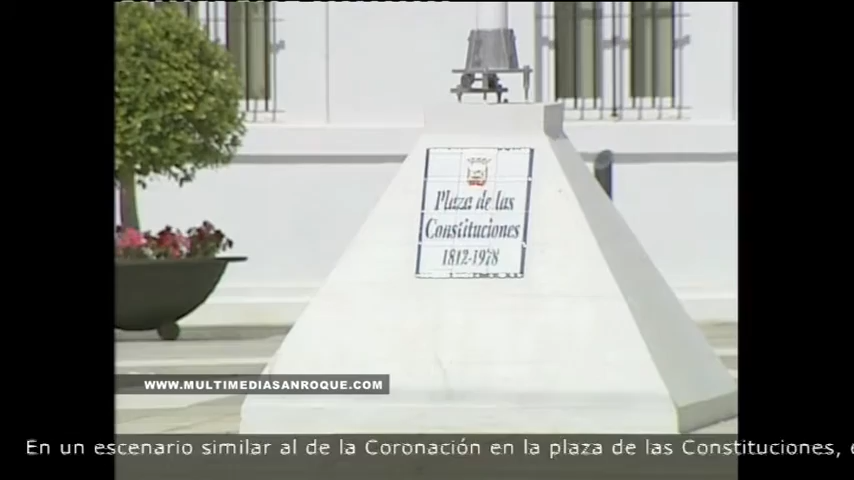 Plaza de las
Constituciones
1812-1978
WWW.MULTIMEDIASANROQUE.COM
En un escenario similar al de la Coronación en la plaza de las Constituciones,